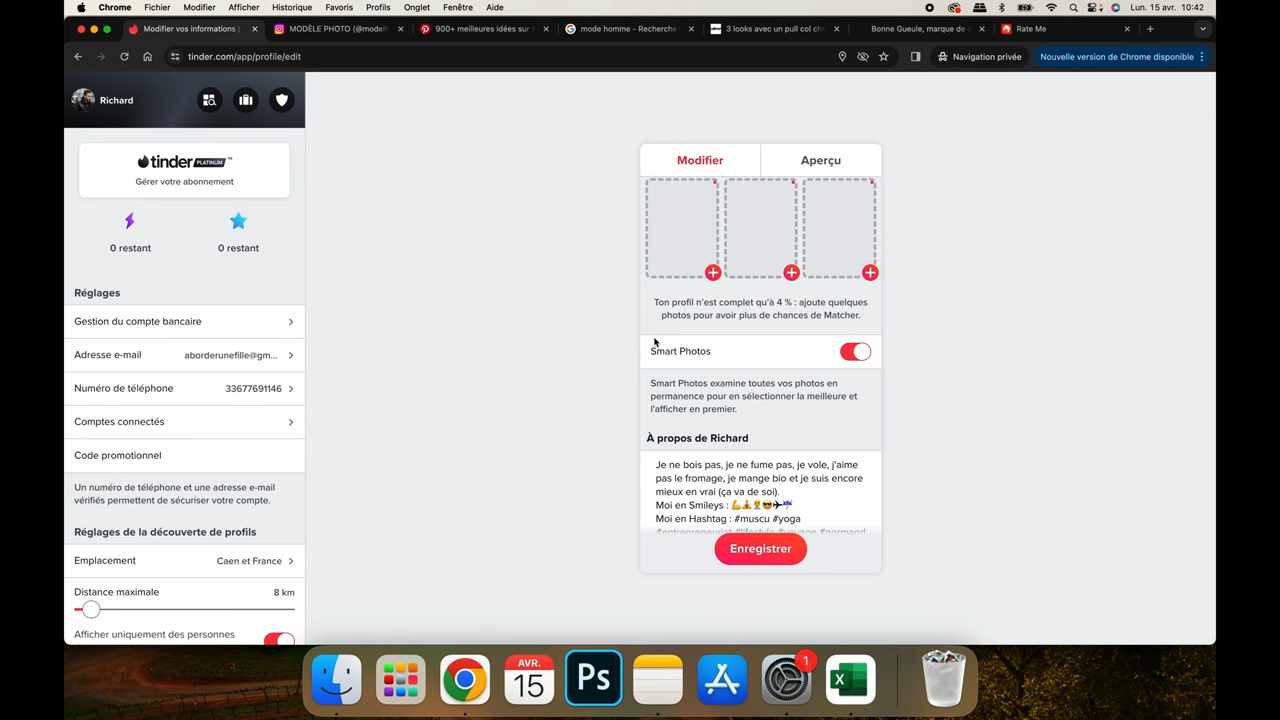 Chrome Fichier Modifier Afficher Historique Favoris Profils Onglet Fenêtre Aide Lun. 15 avr. 10:42
Modifier vos informations | MODÈLE PHOTO (@modell 900+ meilleures idées sur mode homme - Recherche 3 looks avec un pull col ch Bonne Gueule, marque de Rate Me
tinder.com/app/profile/edit Navigation privée Nouvelle version de Chrome disponible
Richard
tinder PLATINUM™
Gérer votre abonnement
0 restant 0 restant
Réglages
Gestion du compte bancaire
Adresse e-mail aborderunefille@gm...
Numéro de téléphone 33677691146
Comptes connectés
Code promotionnel
Un numéro de téléphone et une adresse e-mail
vérifiés permettent de sécuriser votre compte.
Réglages de la découverte de profils
Emplacement Caen et France
Distance maximale 8 km
Afficher uniquement des personnes
Modifier Aperçu
Ton profil n'est complet qu'à 4 % : ajoute quelques
photos pour avoir plus de chances de Matcher.
Smart Photos
Smart Photos examine toutes vos photos en
permanence pour en sélectionner la meilleure et
l'afficher en premier.
À propos de Richard
Je ne bois pas, je ne fume pas, je vole, j'aime
pas le fromage, je mange bio et je suis encore
mieux en vrai (ça va de soi).
Moi en Smileys :
Moi en Hashtag : #muscu #yoga
#entrepreneuriat #lifestyle #voyage #normand
Enregistrer
AVR.
15
Ps
1
X